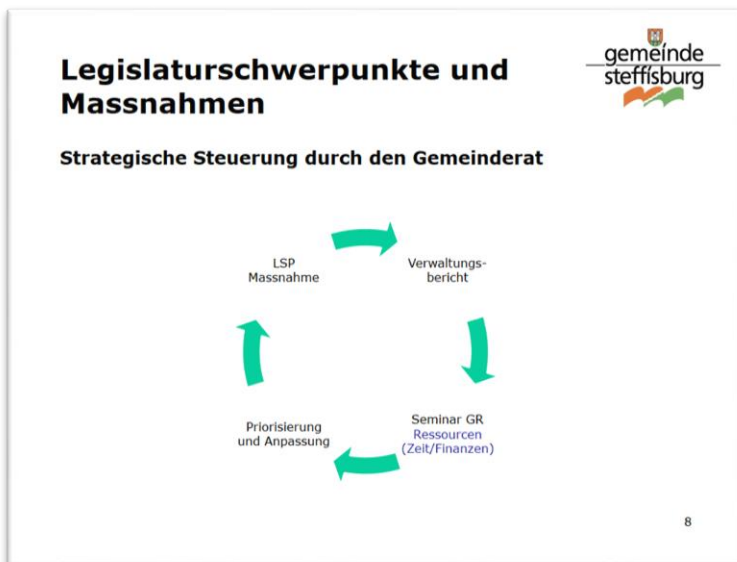 Legislaturschwerpunkte und
Massnahmen
gemeinde
steffisburg
Strategische Steuerung durch den Gemeinderat
LSP
Massnahme
Verwaltungs-
bericht
Seminar GR
Ressourcen
(Zeit/Finanzen)
Priorisierung
und Anpassung
8